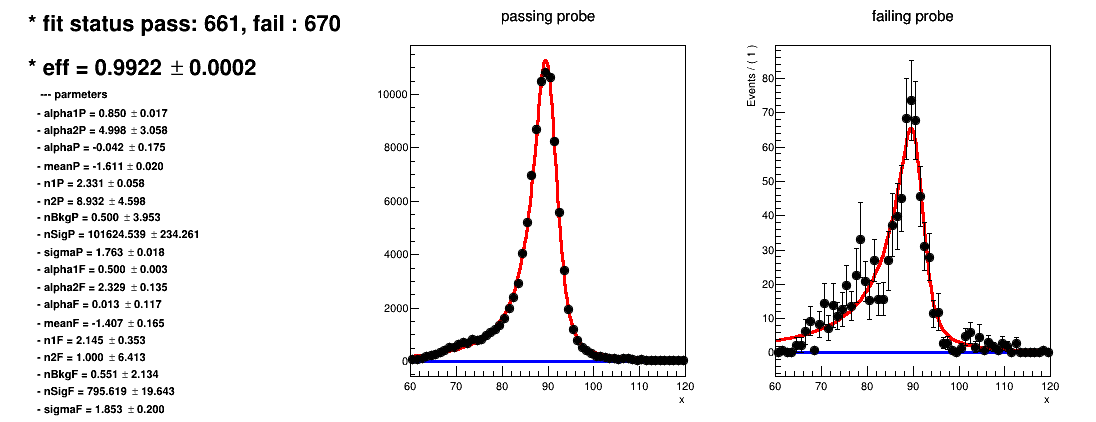 * fit status pass: 661, fail : 670
* eff = 0.9922 ± 0.0002
--- parmeters
- alpha1P = 0.850 ± 0.017
- alpha2P = 4.998 ± 3.058
- alphaP = -0.042 ± 0.175
- meanP = -1.611 ± 0.020
- n1P = 2.331 ± 0.058
- n2P = 8.932 ± 4.598
- nBkgP = 0.500 ± 3.953
- nSigP = 101624.539 ± 234.261
- sigmaP = 1.763 ± 0.018
- alpha1F = 0.500 ± 0.003
- alpha2F = 2.329 ± 0.135
- alphaF = 0.013 ± 0.117
- meanF = -1.407 ± 0.165
- n1F = 2.145 ± 0.353
- n2F = 1.000 ± 6.413
- nBkgF = 0.551 ± 2.134
- nSigF = 795.619 ± 19.643
- sigmaF = 1.853 ± 0.200
passing probe
10000
8000
6000
4000
2000
0
60 70 80 90 100 110 120
x
failing probe
Events / ( 1 )
80
70
60
50
40
30
20
10
0
60 70 80 90 100 110 120
x